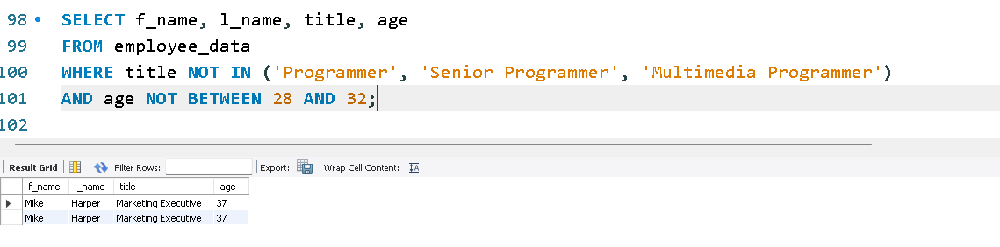 98 SELECT f_name, l_name, title, age
99 FROM employee_data
100 WHERE title NOT IN ('Programmer', 'Senior Programmer', 'Multimedia Programmer')
101 AND age NOT BETWEEN 28 AND 32;
102
Result Grid Filter Rows: Export: Wrap Cell Content:
f_name l_name title age
Mike Harper Marketing Executive 37
Mike Harper Marketing Executive 37